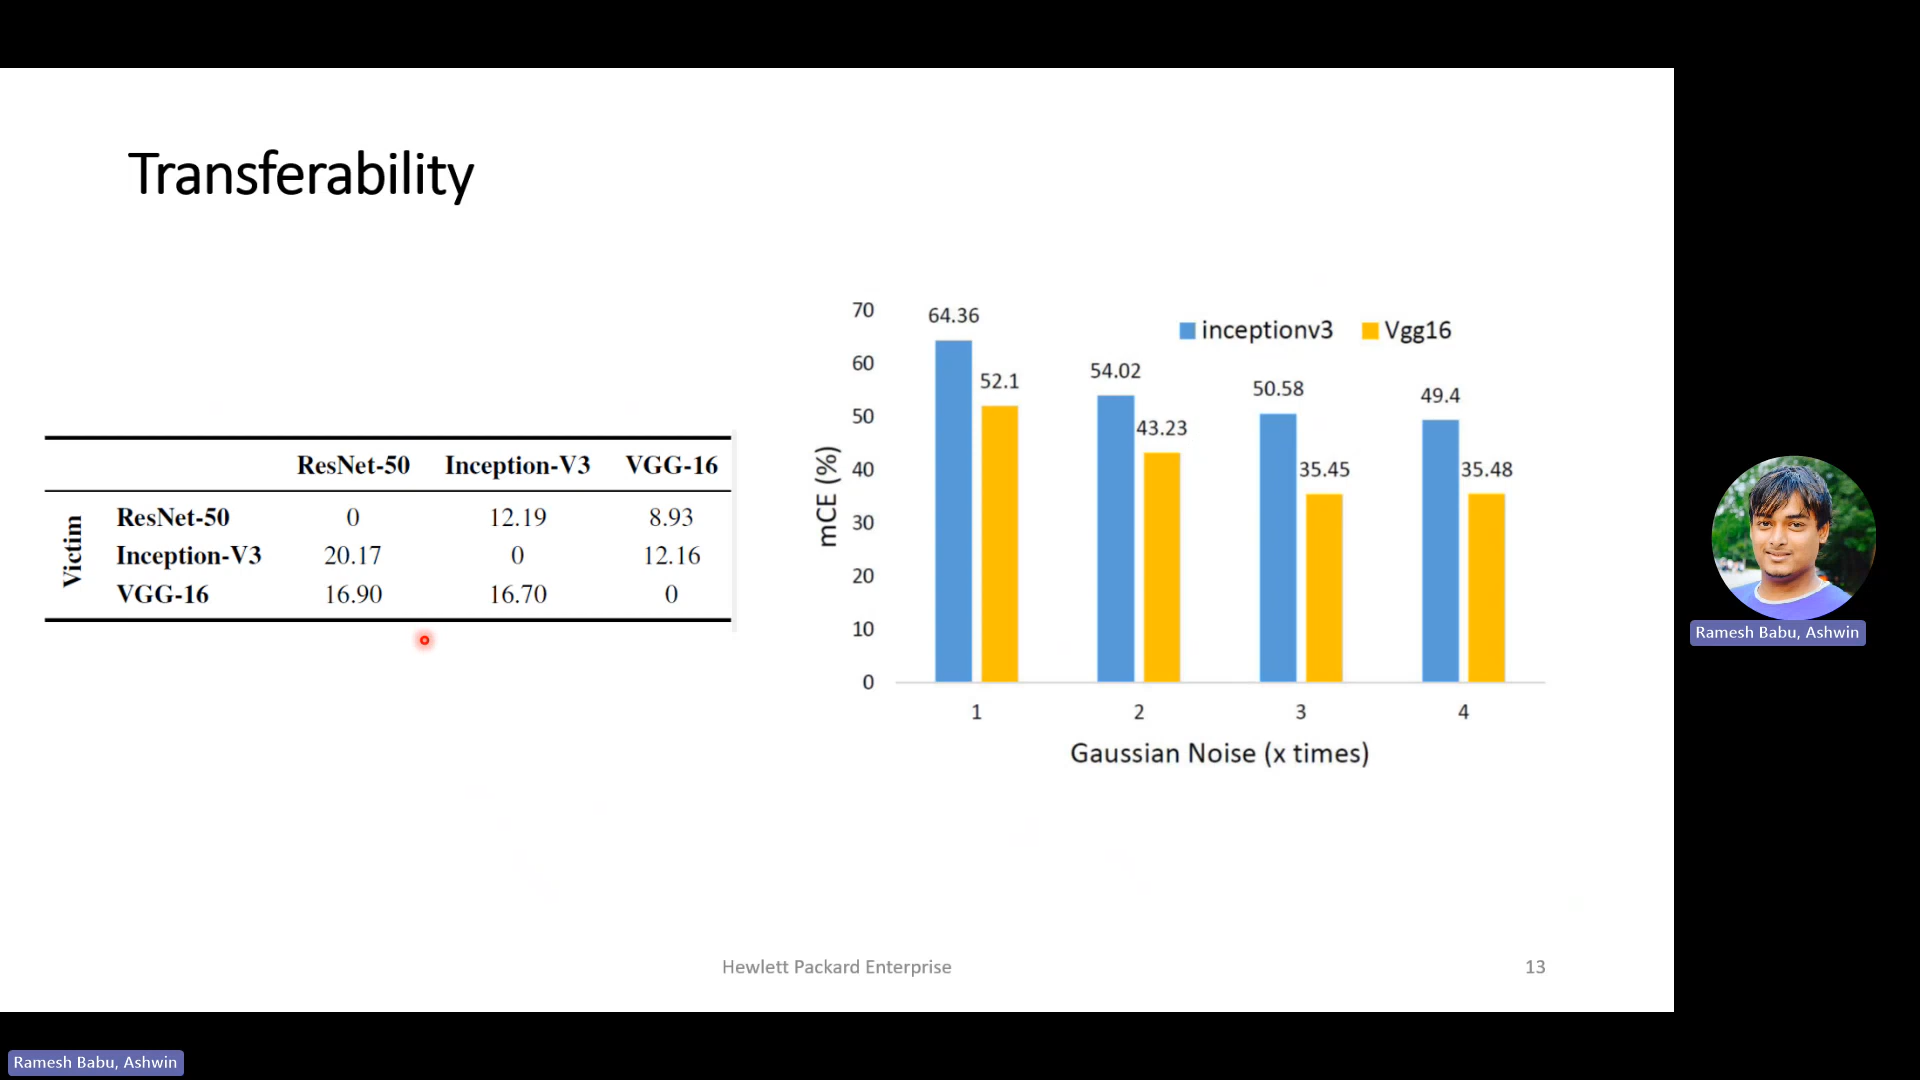 Transferability
ResNet-50 Inception-V3 VGG-16
Victim
ResNet-50 0 12.19 8.93
Inception-V3 20.17 0 12.16
VGG-16 16.90 16.70 0
inceptionv3 Vgg16
mCE (%)
70
60
50
40
30
20
10
0
64.36
52.1
54.02
43.23
50.58
35.45
49.4
35.48
1 2 3 4
Gaussian Noise (x times)
Hewlett Packard Enterprise
13
Ramesh Babu, Ashwin
Ramesh Babu, Ashwin